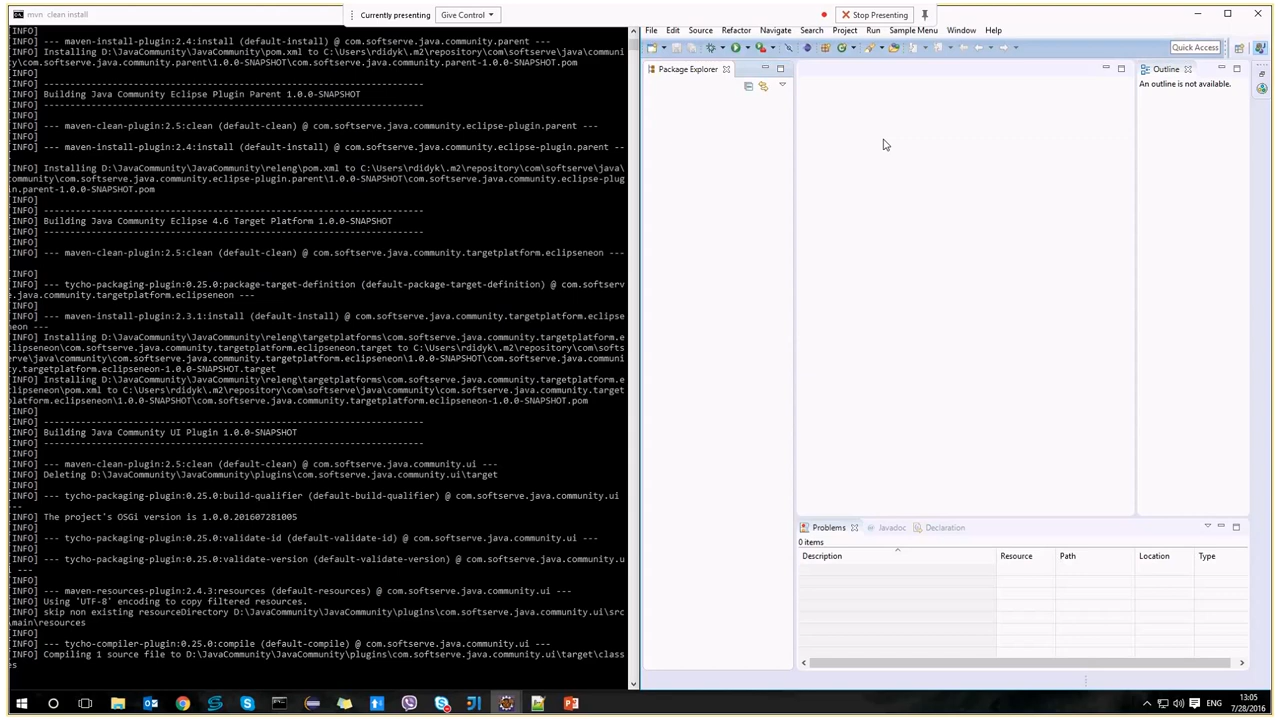 mvn  clean install
Currently presenting
Give Control
Stop Presenting
[INFO]
[INFO] --- maven-install-plugin:2.4:install (default-install) @ com.softserve.java.community.parent ---
[INFO] Installing D:\JavaCommunity\JavaCommunity\pom.xml to C:\Users\rdidyk\.m2\repository\com\softserve\java\community\com.softserve.java.community.parent\1.0.0-SNAPSHOT\com.softserve.java.community.parent-1.0.0-SNAPSHOT.pom
[INFO]
[INFO] ------------------------------------------------------------------------
[INFO] Building Java Community Eclipse Plugin Parent 1.0.0-SNAPSHOT
[INFO] ------------------------------------------------------------------------
[INFO]
[INFO] --- maven-clean-plugin:2.5:clean (default-clean) @ com.softserve.java.community.eclipse-plugin.parent ---
[INFO]
[INFO] --- maven-install-plugin:2.4:install (default-install) @ com.softserve.java.community.eclipse-plugin.parent ---
[INFO] Installing D:\JavaCommunity\JavaCommunity\releng\pom.xml to C:\Users\rdidyk\.m2\repository\com\softserve\java\community\com.softserve.java.community.eclipse-plugin.parent\1.0.0-SNAPSHOT\com.softserve.java.community.eclipse-plugin.parent-1.0.0-SNAPSHOT.pom
[INFO]
[INFO] ------------------------------------------------------------------------
[INFO] Building Java Community Eclipse 4.6 Target Platform 1.0.0-SNAPSHOT
[INFO] ------------------------------------------------------------------------
[INFO]
[INFO] --- maven-clean-plugin:2.5:clean (default-clean) @ com.softserve.java.community.targetplatform.eclipseneon ---
[INFO]
[INFO] --- tycho-packaging-plugin:0.25.0:package-target-definition (default-package-target-definition) @ com.softserve.java.community.targetplatform.eclipseneon ---
[INFO]
[INFO] --- maven-install-plugin:2.3.1:install (default-install) @ com.softserve.java.community.targetplatform.eclipseneon ---
[INFO] Installing D:\JavaCommunity\JavaCommunity\releng\targetplatforms\com.softserve.java.community.targetplatform.eclipseneon\com.softserve.java.community.targetplatform.eclipseneon.target to C:\Users\rdidyk\.m2\repository\com\softserve\java\community\com.softserve.java.community.targetplatform.eclipseneon\1.0.0-SNAPSHOT\com.softserve.java.community.targetplatform.eclipseneon-1.0.0-SNAPSHOT.target
[INFO] Installing D:\JavaCommunity\JavaCommunity\releng\targetplatforms\com.softserve.java.community.targetplatform.eclipseneon\pom.xml to C:\Users\rdidyk\.m2\repository\com\softserve\java\community\com.softserve.java.community.targetplatform.eclipseneon\1.0.0-SNAPSHOT\com.softserve.java.community.targetplatform.eclipseneon-1.0.0-SNAPSHOT.pom
[INFO]
[INFO] ------------------------------------------------------------------------
[INFO] Building Java Community UI Plugin 1.0.0-SNAPSHOT
[INFO] ------------------------------------------------------------------------
[INFO]
[INFO] --- maven-clean-plugin:2.5:clean (default-clean) @ com.softserve.java.community.ui ---
[INFO] Deleting D:\JavaCommunity\JavaCommunity\plugins\com.softserve.java.community.ui\target
[INFO]
[INFO] --- tycho-packaging-plugin:0.25.0:build-qualifier (default-build-qualifier) @ com.softserve.java.community.ui ---
[INFO] The project's OSGi version is 1.0.0.201607281005
[INFO]
[INFO] --- tycho-packaging-plugin:0.25.0:validate-id (default-validate-id) @ com.softserve.java.community.ui ---
[INFO]
[INFO] --- tycho-packaging-plugin:0.25.0:validate-version (default-validate-version) @ com.softserve.java.community.ui ---
[INFO]
[INFO] --- maven-resources-plugin:2.4.3:resources (default-resources) @ com.softserve.java.community.ui ---
[INFO] Using 'UTF-8' encoding to copy filtered resources.
[INFO] skip non existing resourceDirectory D:\JavaCommunity\JavaCommunity\plugins\com.softserve.java.community.ui\src\main\resources
[INFO]
[INFO] --- tycho-compiler-plugin:0.25.0:compile (default-compile) @ com.softserve.java.community.ui ---
[INFO] Compiling 1 source file to D:\JavaCommunity\JavaCommunity\plugins\com.softserve.java.community.ui\target\classes
File Edit Source Refactor Navigate Search Project Run Sample Menu Window Help
Quick Access
Package Explorer
Outline
An outline is not available.
Problems Javadoc Declaration
0 items
Description Resource Path Location Type
ENG
13:05
7/28/2016